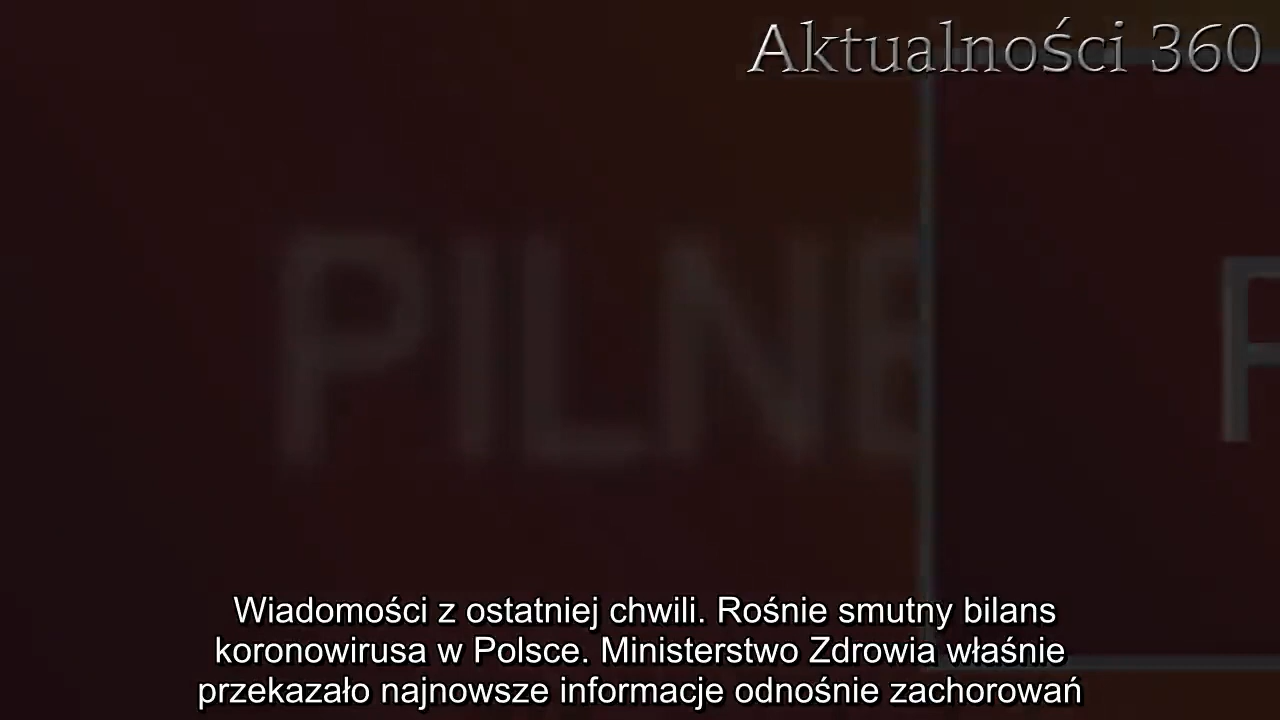 Aktualności 360
PILNE
Wiadomości z ostatniej chwili. Rośnie smutny bilans
koronowirusa w Polsce. Ministerstwo Zdrowia właśnie
przekazało najnowsze informacje odnośnie zachorowań